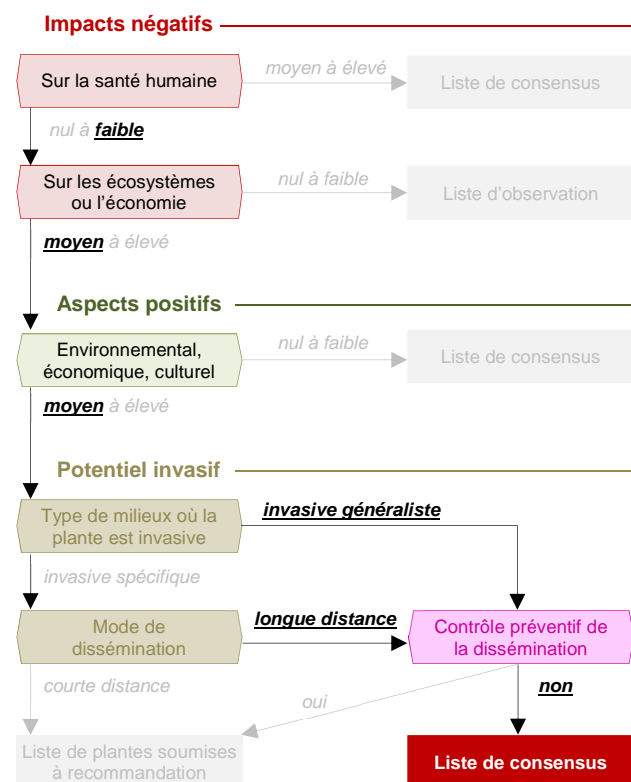 Impacts négatifs
Sur la santé humaine
moyen à élevé
Liste de consensus
nul à faible
Sur les écosystèmes
ou l'économie
nul à faible
Liste d'observation
moyen à élevé
Aspects positifs
Environnemental,
économique, culturel
nul à faible
Liste de consensus
moyen à élevé
Potentiel invasif
Type de milieux où la
plante est invasive
invasive généraliste
invasive spécifique
Mode de
dissémination
longue distance
Contrôle préventif de
la dissémination
courte distance
oui
non
Liste de plantes soumises
à recommandation
Liste de consensus